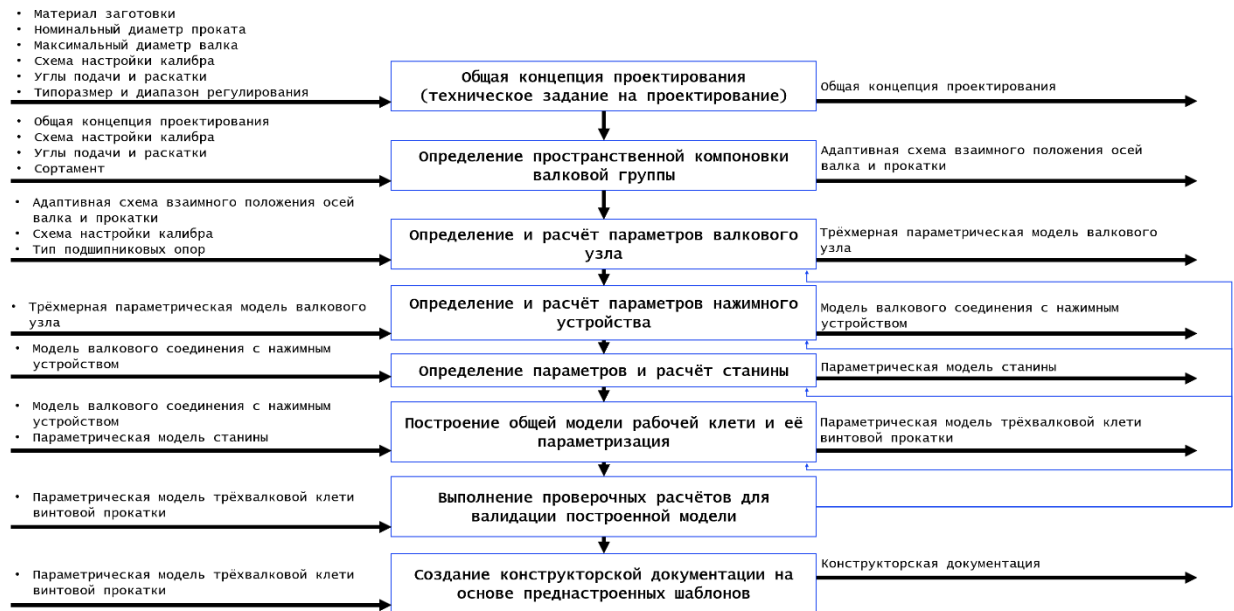 • Материал заготовки
• Номинальный диаметр проката
• Максимальный диаметр валка
• Схема настройки калибра
• Углы подачи и раскатки
• Типоразмер и диапазон регулирования
Общая концепция проектирования
(техническое задание на проектирование)
Общая концепция проектирования
• Общая концепция проектирования
• Схема настройки калибра
• Углы подачи и раскатки
• Сортамент
Определение пространственной компоновки
валковой группы
Адаптивная схема взаимного положения осей
валка и прокатки
• Адаптивная схема взаимного положения осей
валка и прокатки
• Схема настройки калибра
• Тип подшипниковых опор
Определение и расчёт параметров валкового
узла
Трёхмерная параметрическая модель валкового
узла
• Трёхмерная параметрическая модель валкового
узла
Определение и расчёт параметров нажимного
устройства
Модель валкового соединения с нажимным
устройством
• Модель валкового соединения с нажимным
устройством
Определение параметров и расчёт станины
Параметрическая модель станины
• Модель валкового соединения с нажимным
устройством
• Параметрическая модель станины
Построение общей модели рабочей клети и её
параметризация
Параметрическая модель трёхвалковой клети
винтовой прокатки
• Параметрическая модель трёхвалковой клети
винтовой прокатки
Выполнение проверочных расчётов для
валидации построенной модели
• Параметрическая модель трёхвалковой клети
винтовой прокатки
Создание конструкторской документации на
основе преднастроенных шаблонов
Конструкторская документация